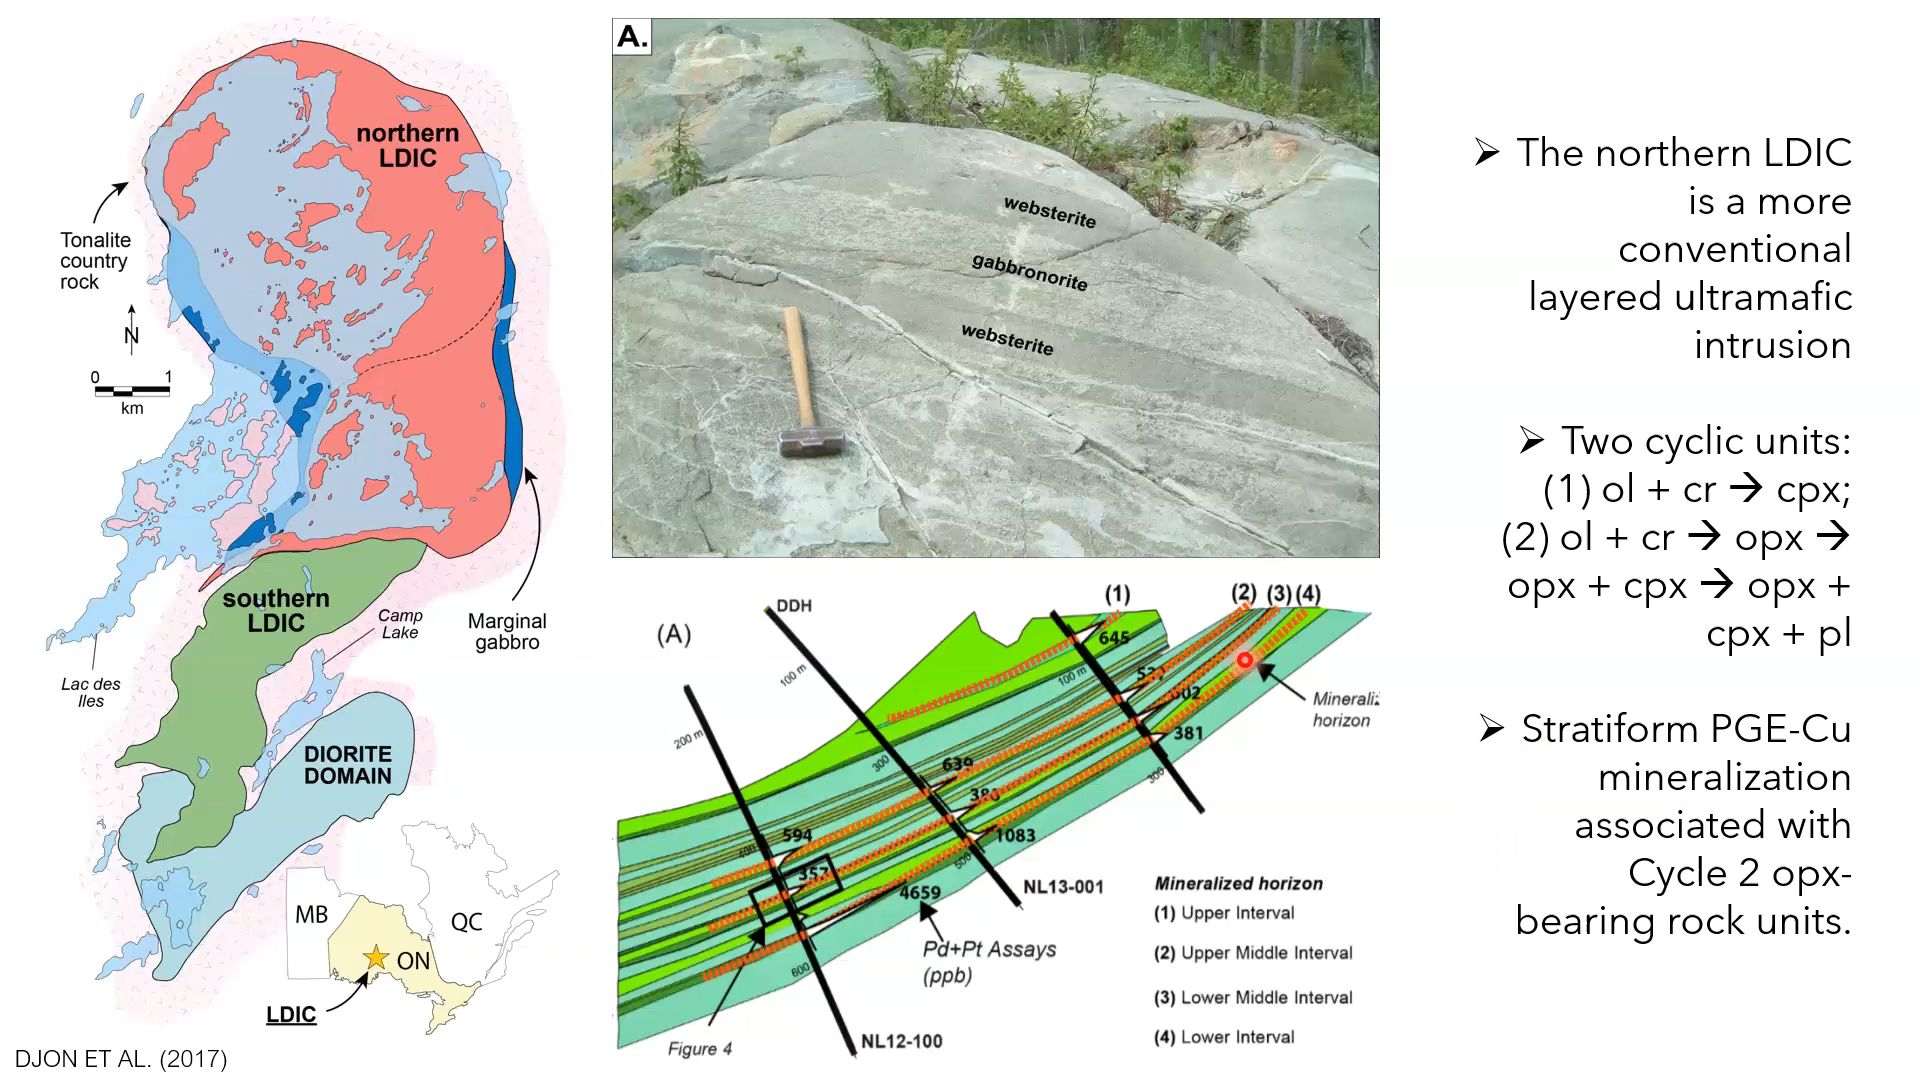 northern
LDIC
Tonalite
country
rock
N
0 1
km
southern
LDIC
Camp
Lake
Marginal
gabbro
Lac des
Iles
DIORITE
DOMAIN
MB
QC
ON
LDIC
DJON ET AL. (2017)
A.
websterite
gabbronorite
websterite
(A)
DDH
(1)
(2) (3) (4)
645
100 m
100 m
200 m
381
Mineraliz
horizon
300
300
639
594
1083
400
500
357
4659
NL13-001
Pd+Pt Assays
(ppb)
600
NL12-100
Figure 4
Mineralized horizon
(1) Upper Interval
(2) Upper Middle Interval
(3) Lower Middle Interval
(4) Lower Interval
➢ The northern LDIC
is a more
conventional
layered ultramafic
intrusion
➢ Two cyclic units:
(1) ol + cr → cpx;
(2) ol + cr → opx →
opx + cpx → opx +
cpx + pl
➢ Stratiform PGE-Cu
mineralization
associated with
Cycle 2 opx-
bearing rock units.